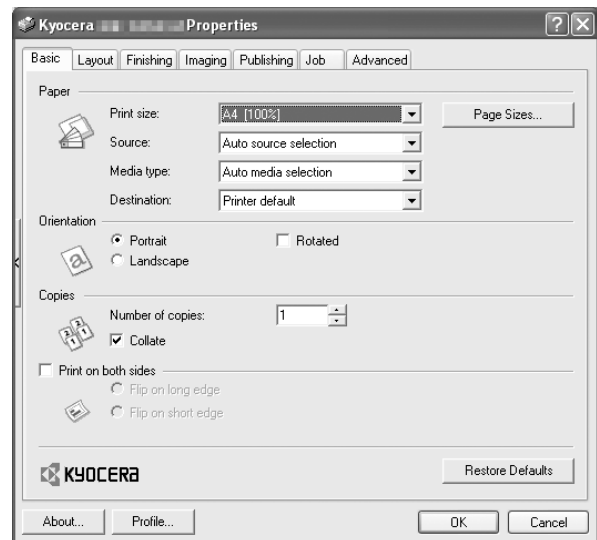 Kyocera Properties
Basic Layout Finishing Imaging Publishing Job Advanced
Paper
Print size: A4 [100%] Page Sizes...
Source: Auto source selection
Media type: Auto media selection
Destination: Printer default
Orientation
Portrait Rotated
Landscape
Copies
Number of copies: 1
Collate
Print on both sides
Flip on long edge
Flip on short edge
KYOCERA Restore Defaults
About... Profile... OK Cancel